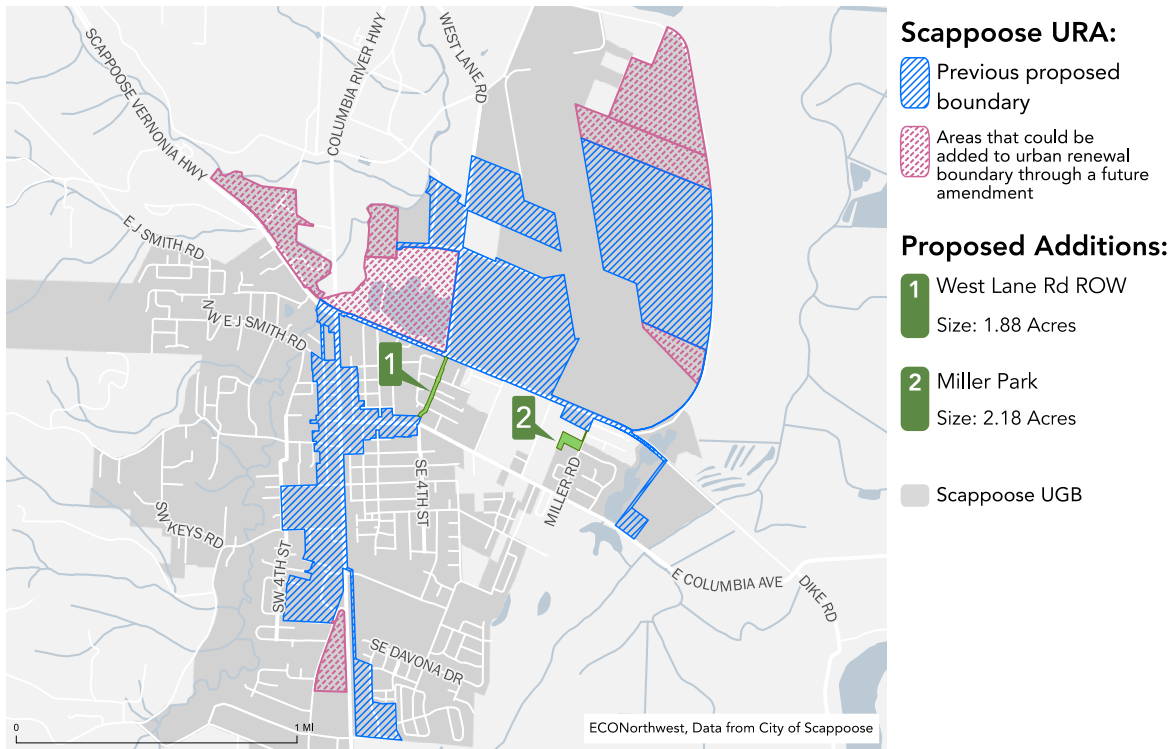 SCAPPOOSE VERNONIA HWY
COLUMBIA RIVER HWY
WEST LANE RD
E J SMITH RD
N W E J SMITH RD
1
2
SE 4TH ST
MILLER RD
SW KEYS RD
SW 4TH ST
E COLUMBIA AVE
DIKE RD
SE DAVONA DR
0
1 MI
ECONorthwest, Data from City of Scappoose
Scappoose URA:
Previous proposed
boundary
Areas that could be
added to urban renewal
boundary through a future
amendment
Proposed Additions:
1
West Lane Rd ROW
Size: 1.88 Acres
2
Miller Park
Size: 2.18 Acres
Scappoose UGB